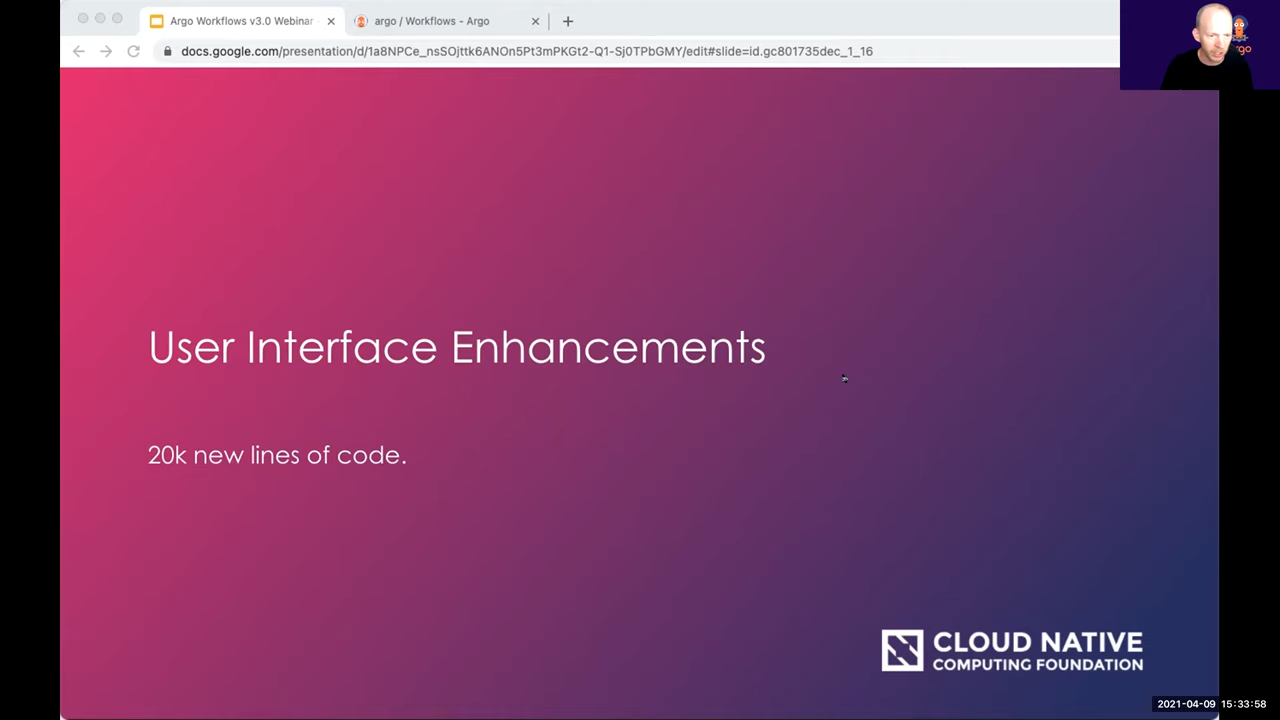 Argo Workflows v3.0 Webinar
argo / Workflows - Argo
docs.google.com/presentation/d/1a8NPCe_nsSOjttk6ANOn5Pt3mPKGt2-Q1-Sj0TPbGMY/edit#slide=id.gc801735dec_1_16
User Interface Enhancements
20k new lines of code.
CLOUD NATIVE
COMPUTING FOUNDATION
2021-04-09 15:33:58